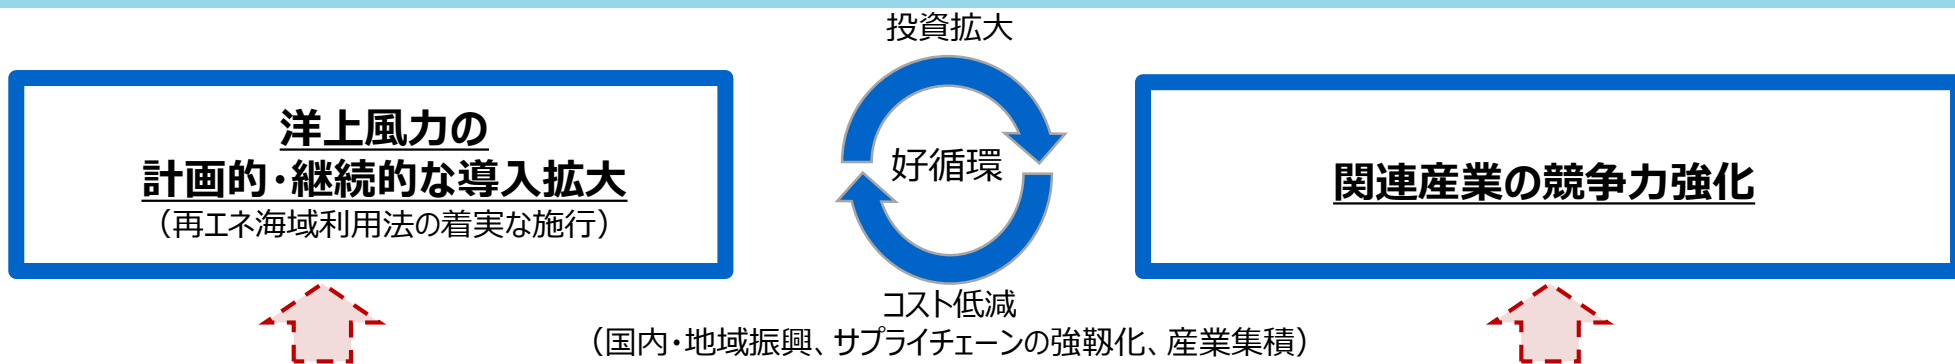 投資拡大
洋上風力の
計画的・継続的な導入拡大
（再エネ海域利用法の着実な施行）
好循環
関連産業の競争力強化
コスト低減
（国内・地域振興、サプライチェーンの強靱化、産業集積）